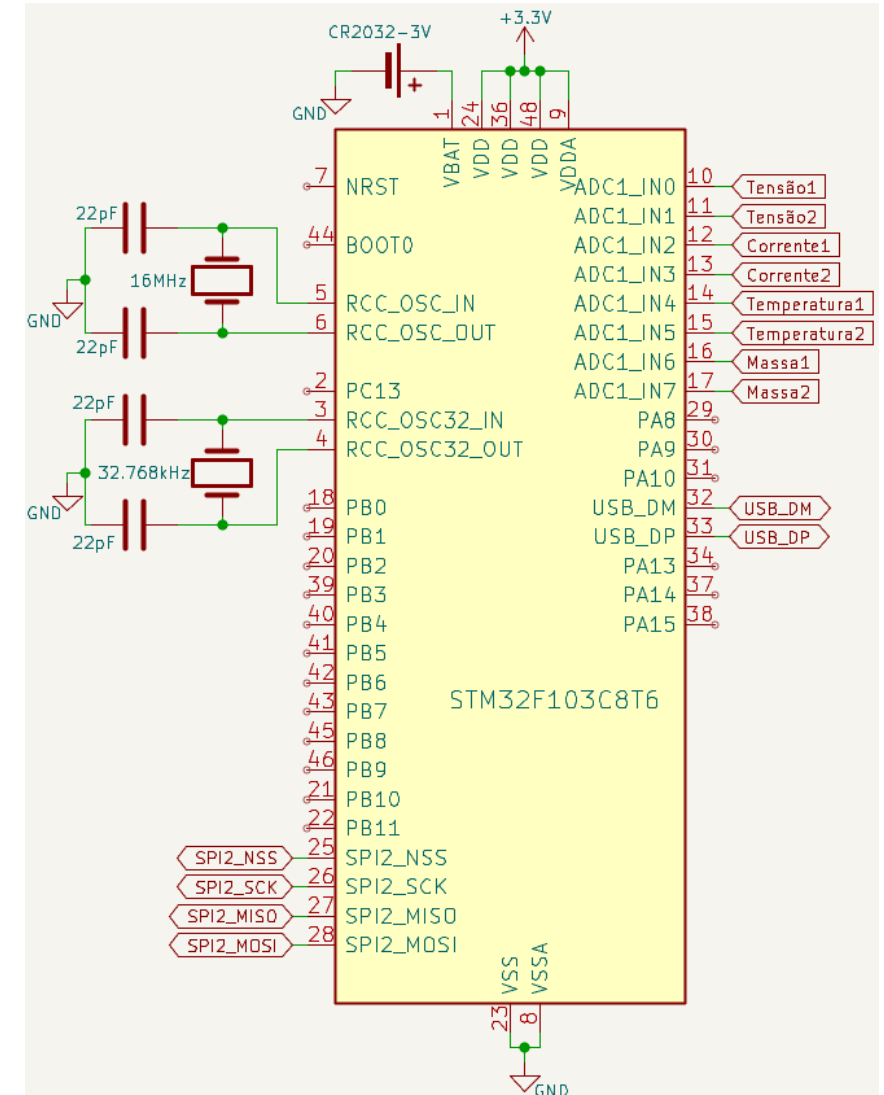 +3.3V
CR2032-3V
+
GND
1
24
36
48
9
VBAT
VDD
VDD
VDD
VDDA
7 NRST
44 BOOT0
22pF
16MHz
GND
22pF
5 RCC_OSC_IN
6 RCC_OSC_OUT
2 PC13
22pF
3 RCC_OSC32_IN
4 RCC_OSC32_OUT
32.768kHz
GND
22pF
18 PB0
19 PB1
20 PB2
39 PB3
40 PB4
41 PB5
42 PB6
43 PB7
45 PB8
46 PB9
21 PB10
22 PB11
SPI2_NSS 25 SPI2_NSS
SPI2_SCK 26 SPI2_SCK
SPI2_MISO 27 SPI2_MISO
SPI2_MOSI 28 SPI2_MOSI
ADC1_IN0 10 Tensão1
ADC1_IN1 11 Tensão2
ADC1_IN2 12 Corrente1
ADC1_IN3 13 Corrente2
ADC1_IN4 14 Temperatura1
ADC1_IN5 15 Temperatura2
ADC1_IN6 16 Massa1
ADC1_IN7 17 Massa2
PA8 29
PA9 30
PA10 31
USB_DM 32 USB_DM
USB_DP 33 USB_DP
PA13 34
PA14 37
PA15 38
STM32F103C8T6
VSS
VSSA
23
8
GND